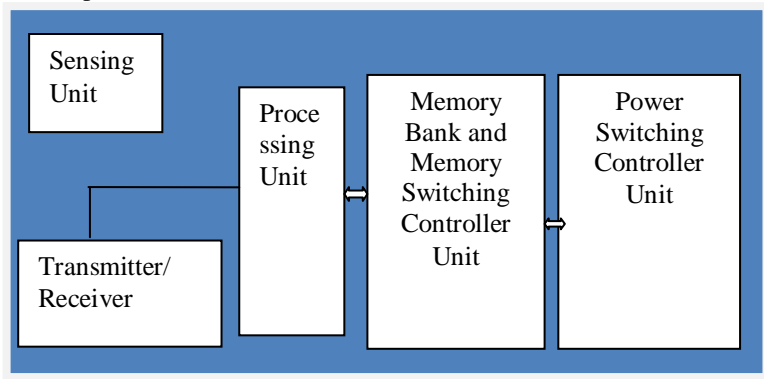 Sensing
Unit
Proce
ssing
Unit
Memory
Bank and
Memory
Switching
Controller
Unit
Power
Switching
Controller
Unit
Transmitter/
Receiver